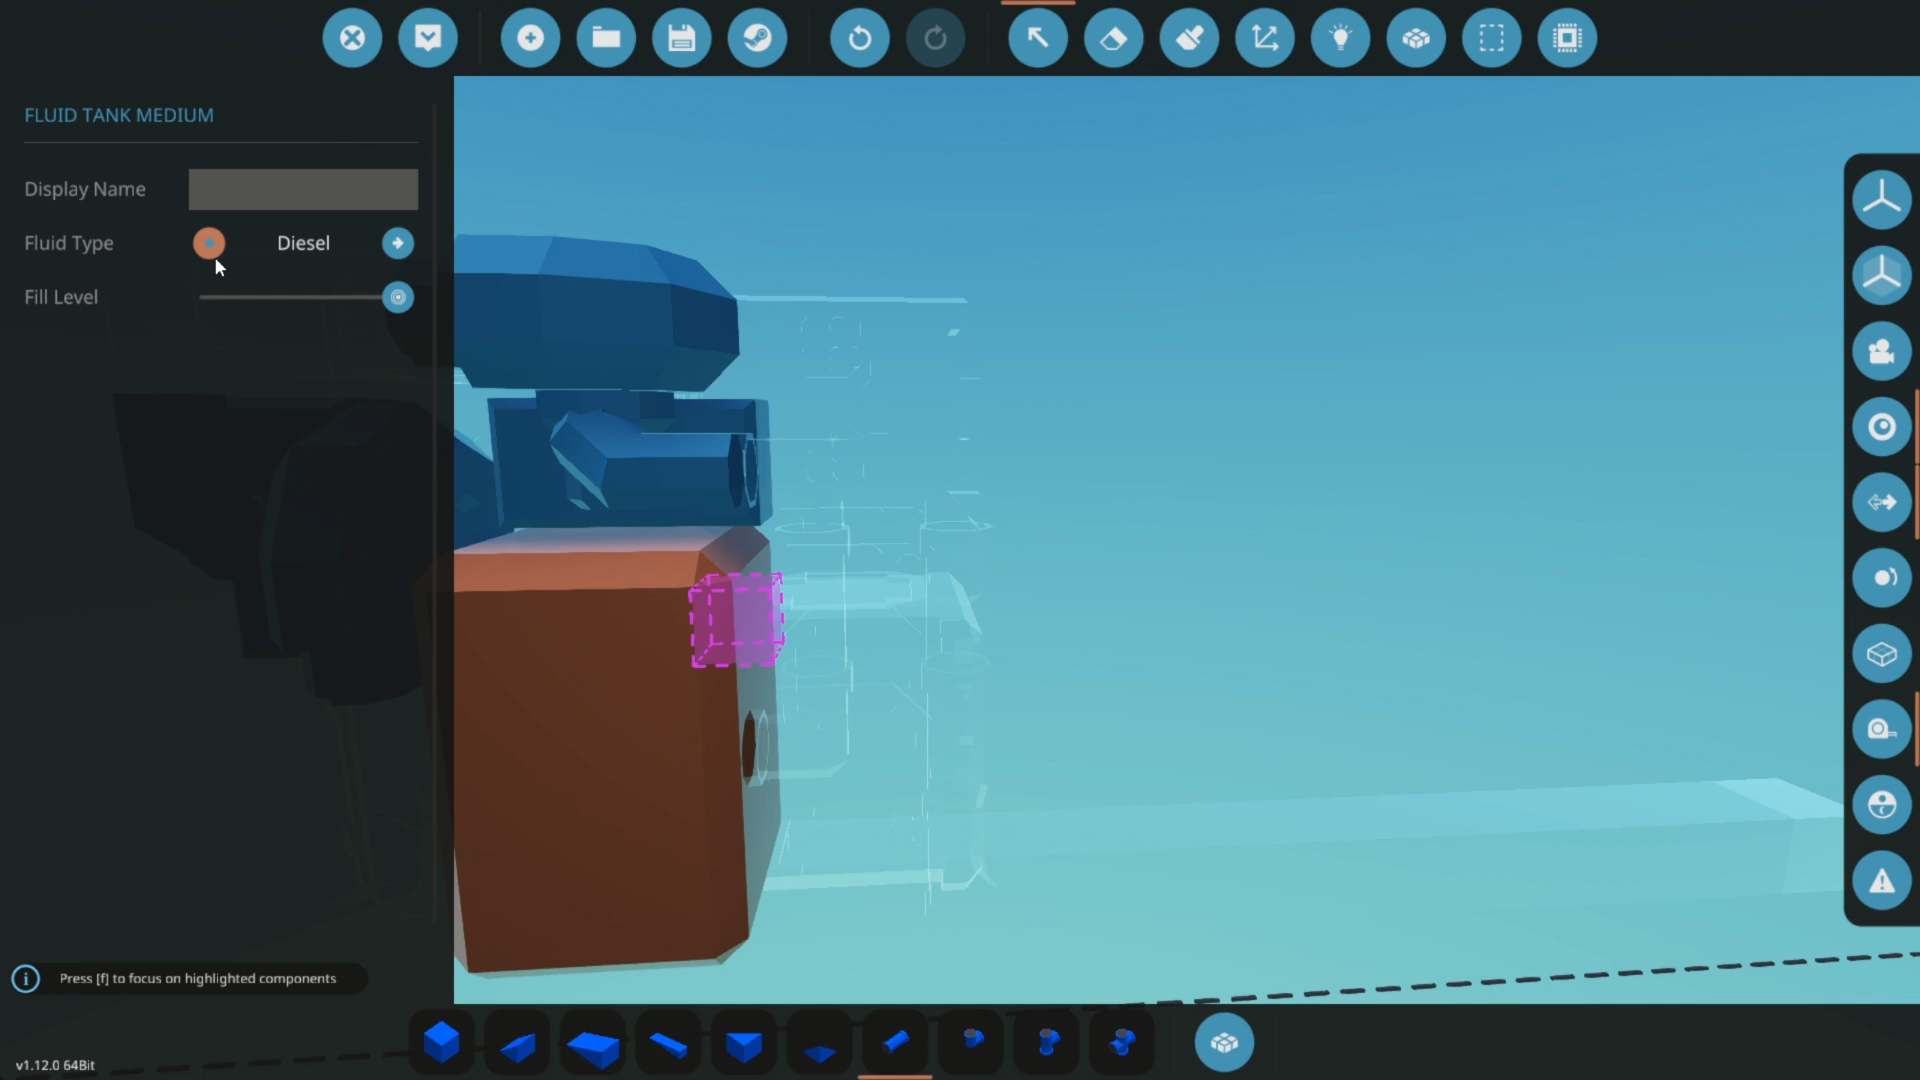 FLUID TANK MEDIUM
Display Name
Fluid Type
Diesel
Fill Level
Press [f] to focus on highlighted components
v1.12.0 64Bit